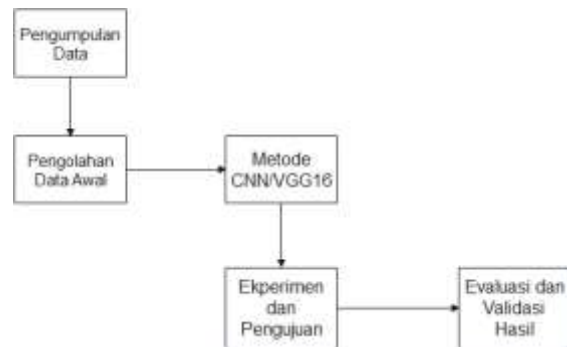 Pengumpulan
Data
Pengolahan
Data Awal
Metode
CNN/VGG16
Ekperimen
dan
Pengujuan
Evaluasi dan
Validasi
Hasil